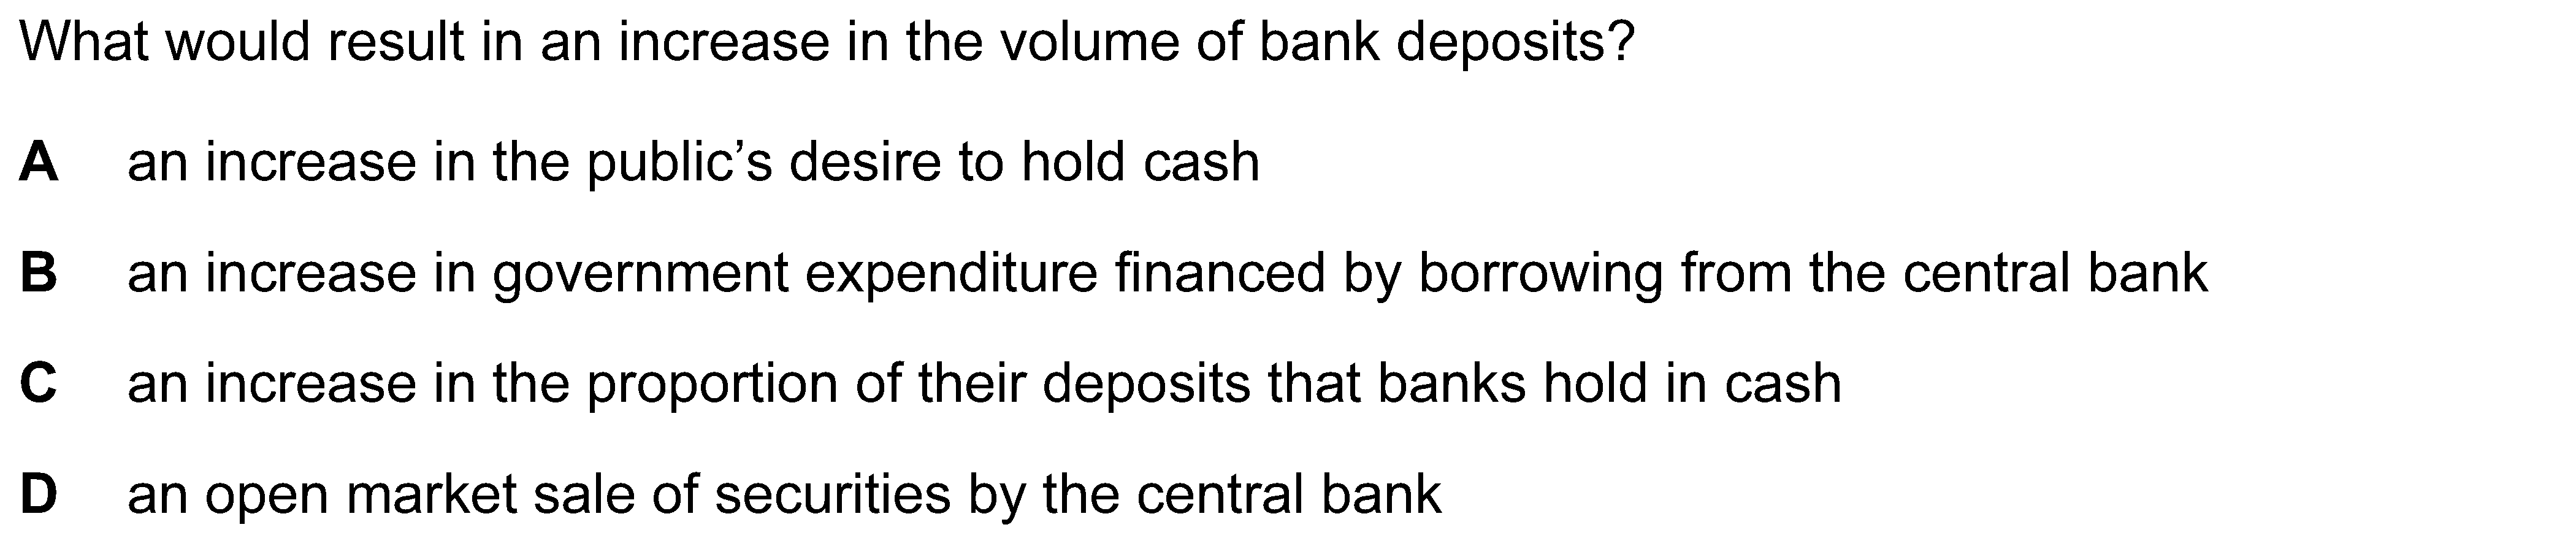 What would result in an increase in the volume of bank deposits?
A an increase in the public’s desire to hold cash
B an increase in government expenditure financed by borrowing from the central bank
C an increase in the proportion of their deposits that banks hold in cash
D an open market sale of securities by the central bank